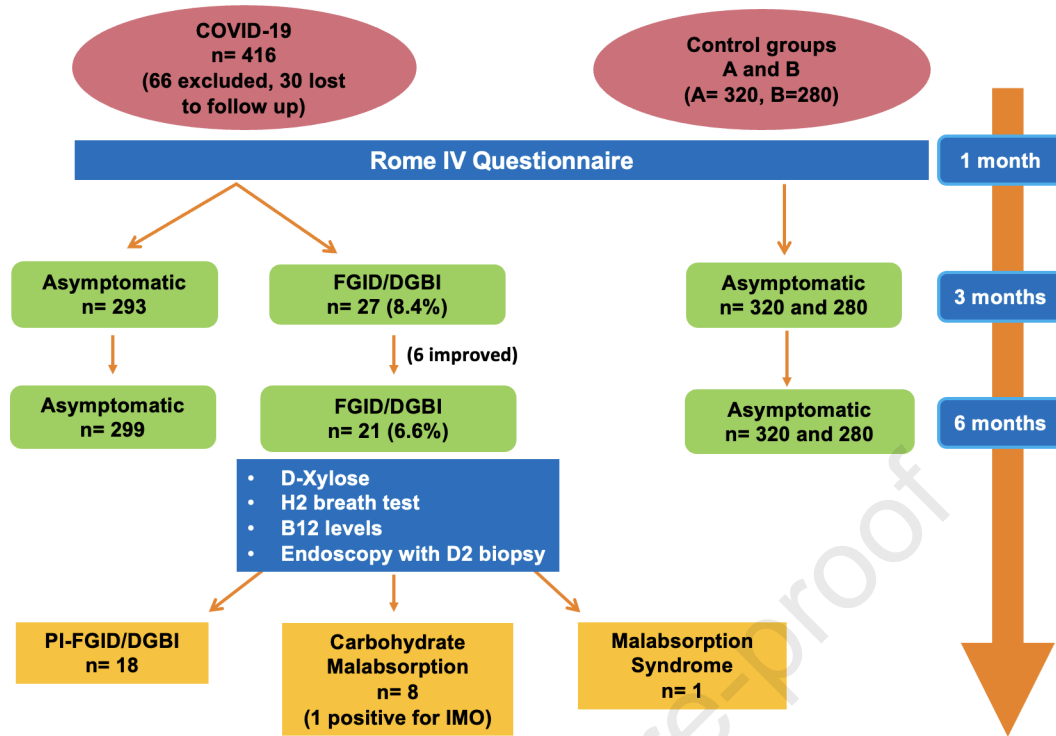 COVID-19
n= 416
(66 excluded, 30 lost
to follow up)
Control groups
A and B
(A= 320, B=280)
Rome IV Questionnaire
1 month
Asymptomatic
n= 293
FGID/DGBI
n= 27 (8.4%)
Asymptomatic
n= 320 and 280
3 months
(6 improved)
Asymptomatic
n= 299
FGID/DGBI
n= 21 (6.6%)
Asymptomatic
n= 320 and 280
6 months
• D-Xylose
• H2 breath test
• B12 levels
• Endoscopy with D2 biopsy
PI-FGID/DGBI
n= 18
Carbohydrate
Malabsorption
n= 8
(1 positive for IMO)
Malabsorption
Syndrome
n= 1
re-proof